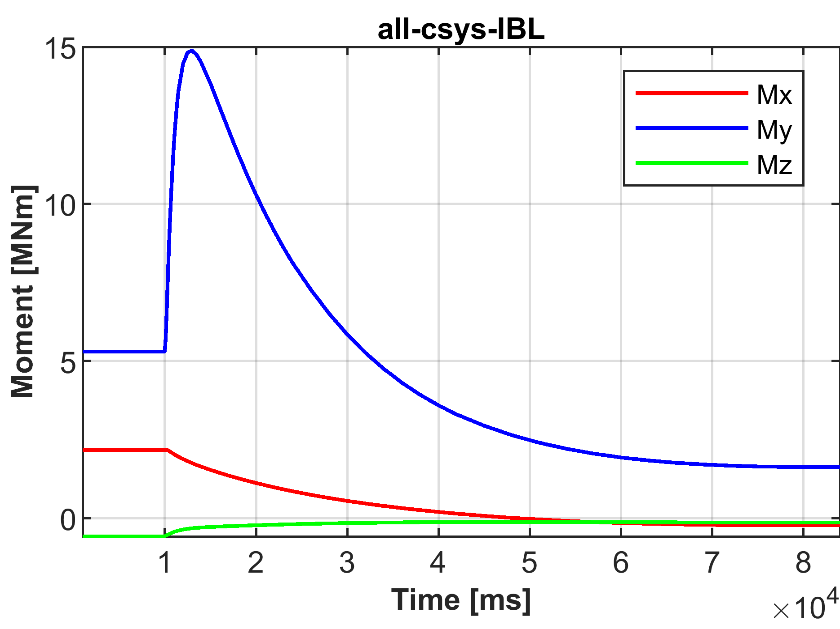 all-csys-IBL
Mx
My
Mz
Moment [MNm]
15
10
5
0
1 2 3 4 5 6 7 8
×10⁴
Time [ms]